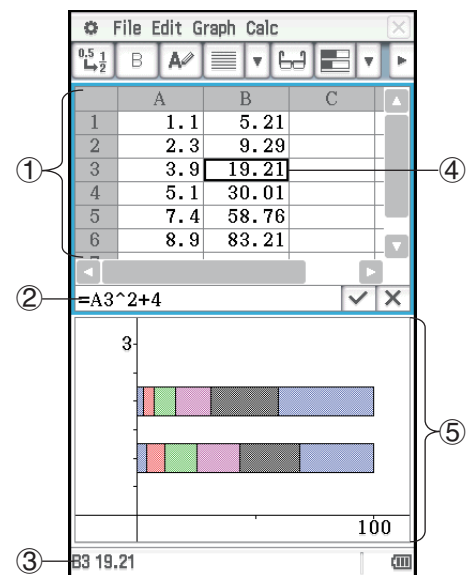 File Edit Graph Calc
0.5 1 2 B A
A B C
1 1.1 5.21
2 2.3 9.29
① 3 3.9 19.21 ④
4 5.1 30.01
5 7.4 58.76
6 8.9 83.21
② =A3^2+4
3
⑤
100
③ B3 19.21